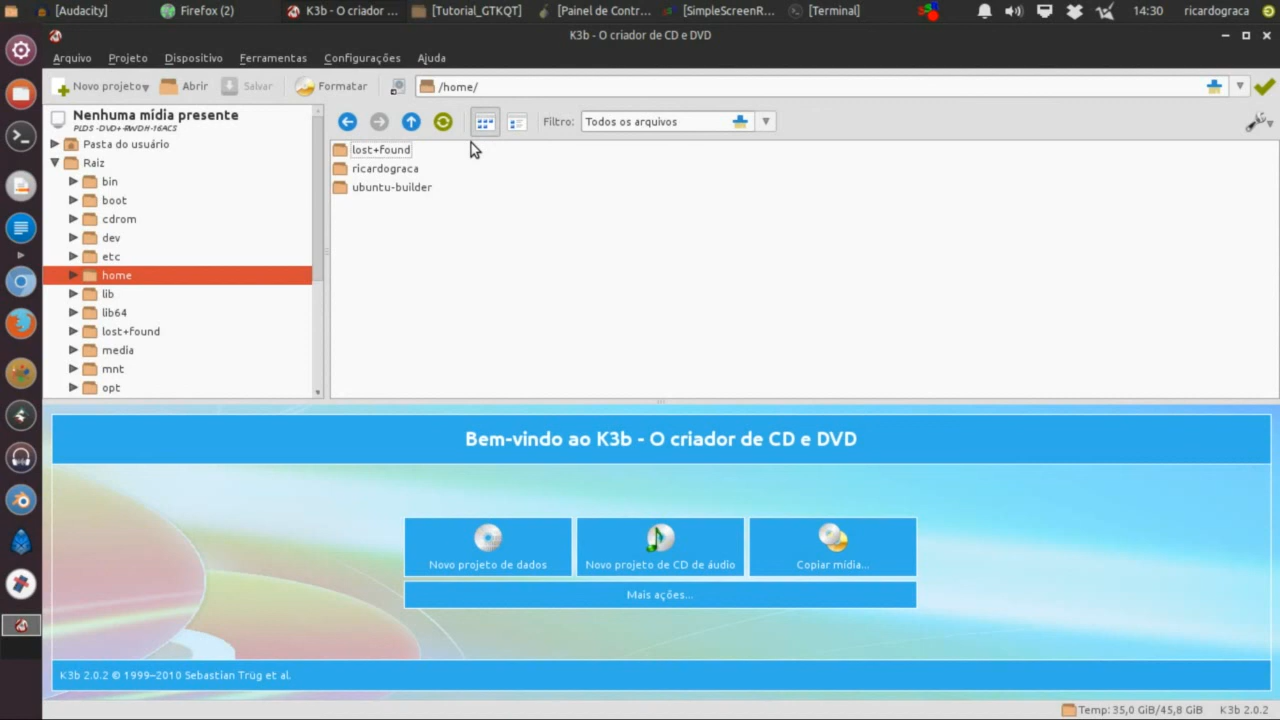 [Audacity] Firefox (2) K3b - O criador ... [Tutorial_GTKQT] [Painel de Contr... [SimpleScreenR... [Terminal] 14:30 ricardograca
K3b - O criador de CD e DVD
Arquivo Projeto Dispositivo Ferramentas Configurações Ajuda
Novo projeto Abrir Salvar Formatar /home/
Nenhuma mídia presente
PLDS -DVD+-RWDH-16ACS
Filtro: Todos os arquivos
Pasta do usuário
Raiz
bin
boot
cdrom
dev
etc
home
lib
lib64
lost+found
media
mnt
opt
lost+found
ricardograca
ubuntu-builder
Bem-vindo ao K3b - O criador de CD e DVD
Novo projeto de dados Novo projeto de CD de áudio Copiar mídia...
Mais ações...
K3b 2.0.2 © 1999–2010 Sebastian Trüg et al.
Temp: 35,0 GiB/45,8 GiB K3b 2.0.2